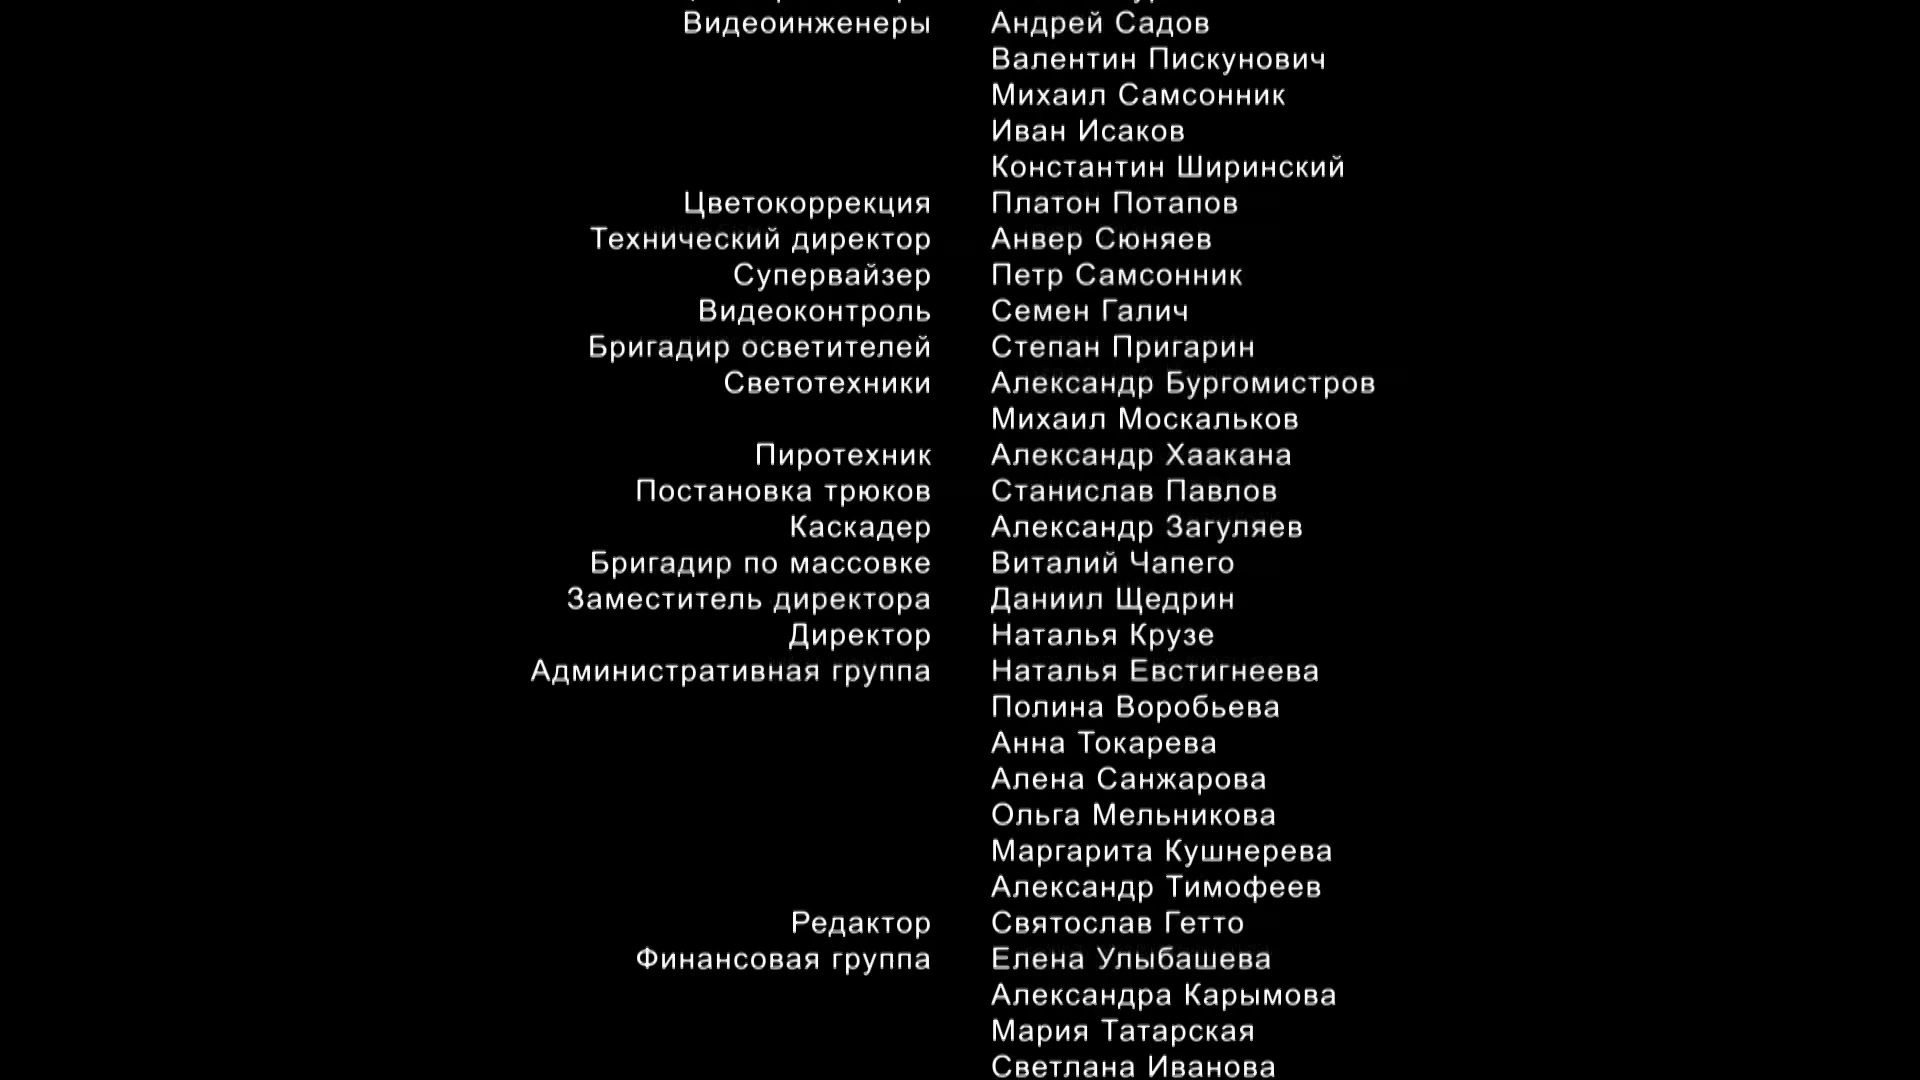 Видеоинженеры Андрей Садов
Валентин Пискунович
Михаил Самсонник
Иван Исаков
Константин Ширинский
Цветокоррекция Платон Потапов
Технический директор Анвер Сюняев
Супервайзер Петр Самсонник
Видеоконтроль Семен Галич
Бригадир осветителей Степан Пригарин
Светотехники Александр Бургомистров
Михаил Москальков
Пиротехник Александр Хаакана
Постановка трюков Станислав Павлов
Каскадер Александр Загуляев
Бригадир по массовке Виталий Чапего
Заместитель директора Даниил Щедрин
Директор Наталья Крузе
Административная группа Наталья Евстигнеева
Полина Воробьева
Анна Токарева
Алена Санжарова
Ольга Мельникова
Маргарита Кушнерева
Александр Тимофеев
Редактор Святослав Гетто
Финансовая группа Елена Улыбашева
Александра Карымова
Мария Татарская
Светлана Иванова